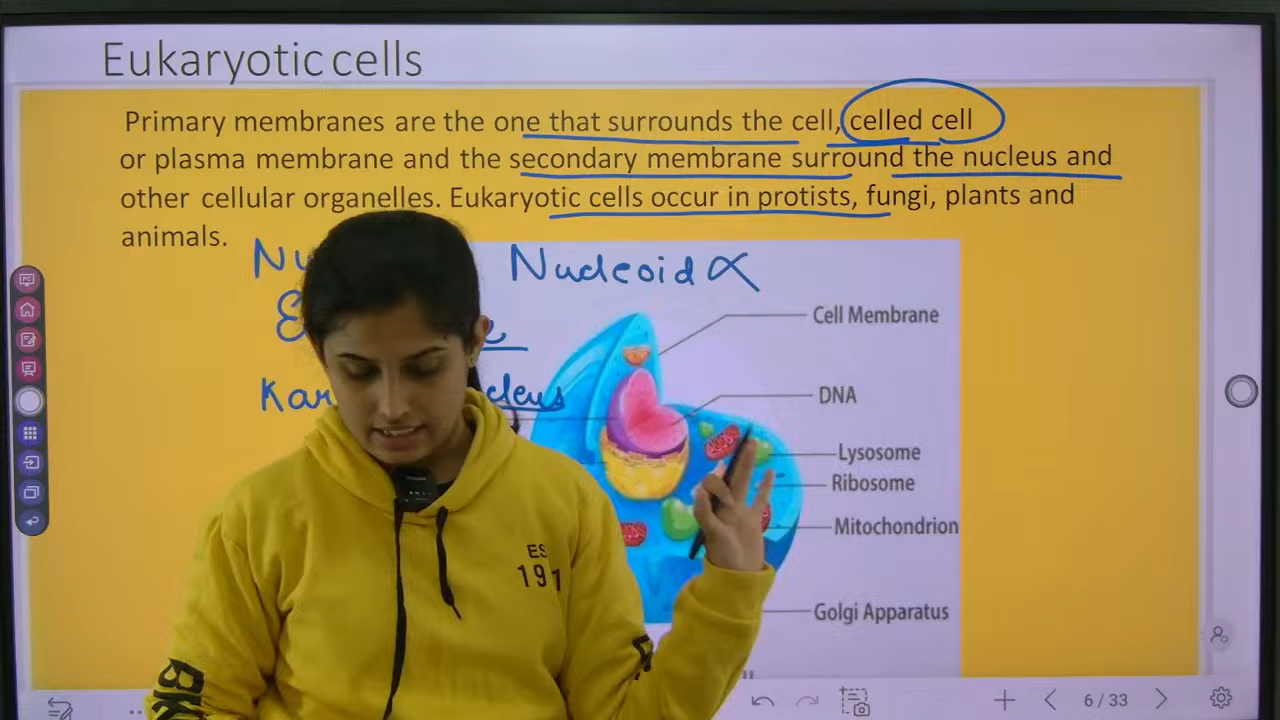 Eukaryotic cells
Primary membranes are the one that surrounds the cell, celled cell
or plasma membrane and the secondary membrane surround the nucleus and
other cellular organelles. Eukaryotic cells occur in protists, fungi, plants and
animals.
Nucleoid
Cell Membrane
DNA
Lysosome
Ribosome
Mitochondrion
Golgi Apparatus
ES
191
6 / 33